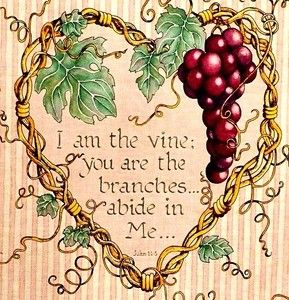 I am the vine;
you are the
branches...
abide in
Me...